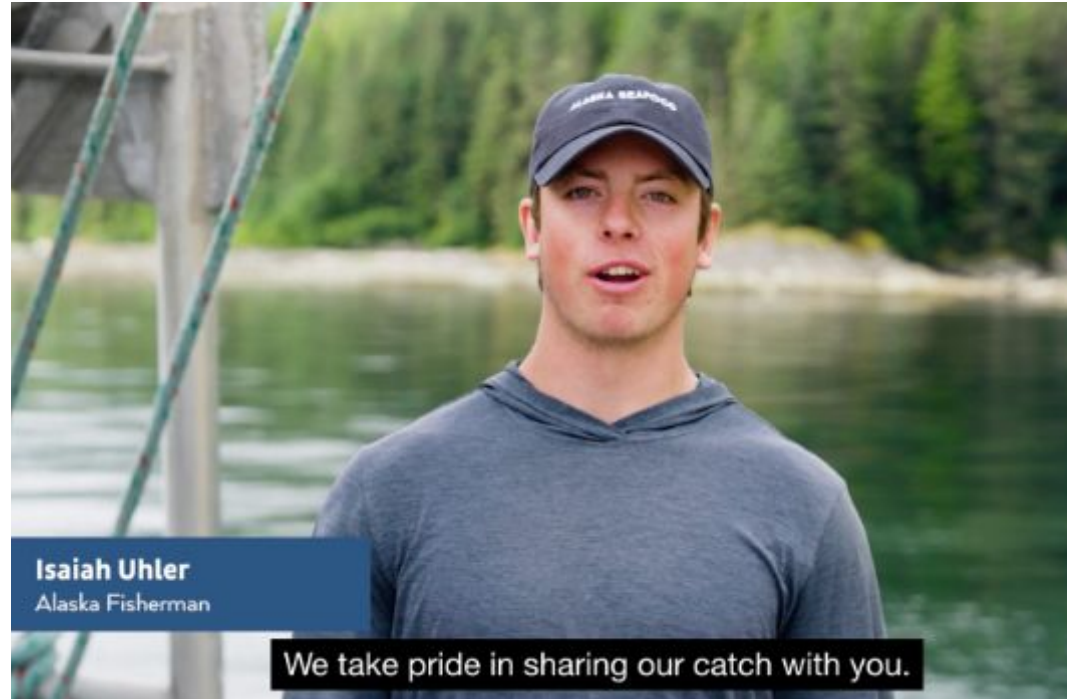 ALASKA SEAFOOD
Isaiah Uhler
Alaska Fisherman
We take pride in sharing our catch with you.